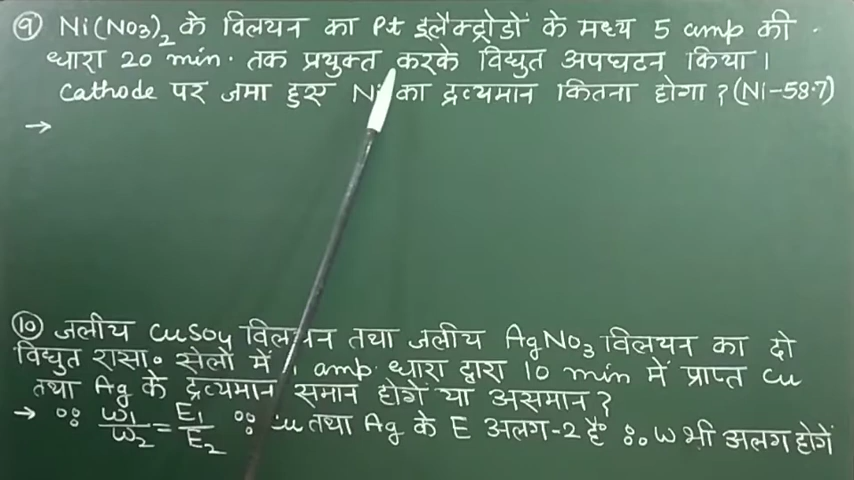 (9) Ni(NO₃)₂ के विलयन का Pt इलैक्ट्रोडों के मध्य 5 amp की
धारा 20 min. तक प्रयुक्त करके विद्युत अपघटन किया।
Cathode पर जमा हुए Ni का द्रव्यमान कितना होगा? (Ni-58.7)
→
(10) जलीय CuSO₄ विलयन तथा जलीय AgNO₃ विलयन का दो
विद्युत रासा० सेलों में amp धारा द्वारा 10 min में प्राप्त Cu
तथा Ag के द्रव्यमान समान होगें या असमान?
→ ∵ W₁/W₂ = E₁/E₂ ∵ Cu तथा Ag के E अलग-2 है ∴ W भी अलग होगें